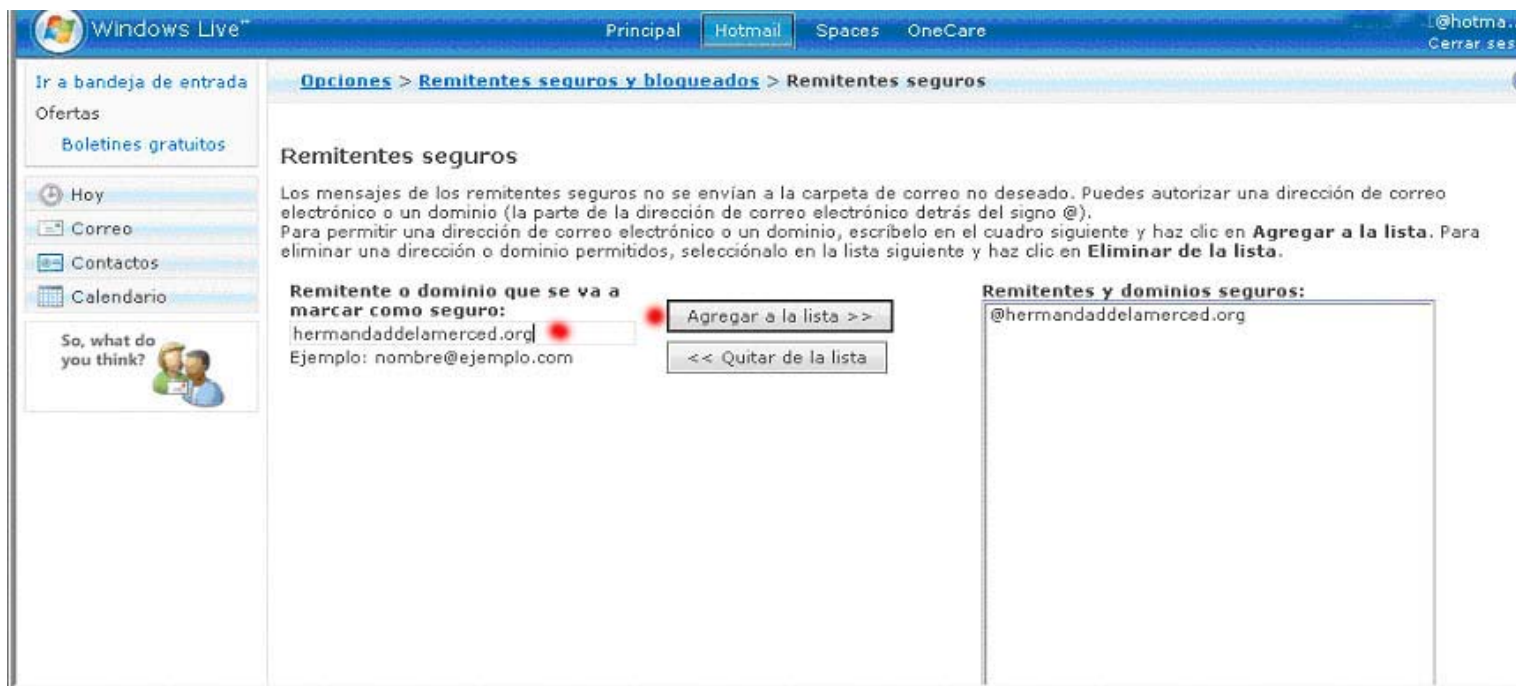 Windows Live™
Principal Hotmail Spaces OneCare
@hotma..
Cerrar ses
Ir a bandeja de entrada
Ofertas
Boletines gratuitos
Opciones > Remitentes seguros y bloqueados > Remitentes seguros
Hoy
Correo
Contactos
Calendario
So, what do
you think?
Remitentes seguros
Los mensajes de los remitentes seguros no se envían a la carpeta de correo no deseado. Puedes autorizar una dirección de correo
electrónico o un dominio (la parte de la dirección de correo electrónico detrás del signo @).
Para permitir una dirección de correo electrónico o un dominio, escríbelo en el cuadro siguiente y haz clic en Agregar a la lista. Para
eliminar una dirección o dominio permitidos, selecciónalo en la lista siguiente y haz clic en Eliminar de la lista.
Remitente o dominio que se va a
marcar como seguro:
hermandaddelamerced.org
Ejemplo: nombre@ejemplo.com
Agregar a la lista >>
<< Quitar de la lista
Remitentes y dominios seguros:
@hermandaddelamerced.org